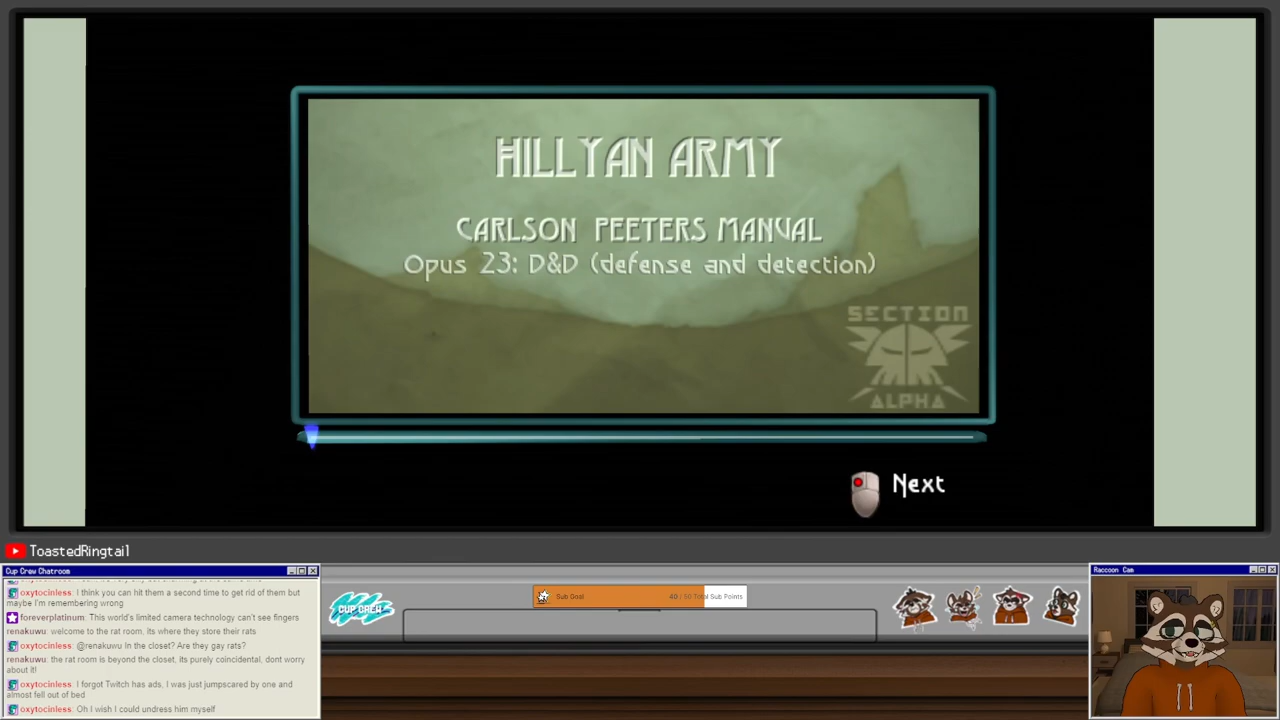 HILLYAN ARMY
CARLSON PEETERS MANUAL
Opus 23: D&D (defense and detection)
SECTION
ALPHA
Next
ToastedRingtail
Cup Crew Chatroom
oxytocinless: I think you can hit them a second time to get rid of them but
maybe I'm remembering wrong
foreverplatinum: This world's limited camera technology can't see fingers
renakuwu: welcome to the rat room, its where they store their rats
oxytocinless: @renakuwu In the closet? Are they gay rats?
renakuwu: the rat room is beyond the closet, its purely coincidental, dont worry
about it!
oxytocinless: I forgot Twitch has ads, I was just jumpscared by one and
almost fell out of bed
oxytocinless: Oh I wish I could undress him myself
CUP CREW
Sub Goal
40 / 50 Total Sub Points
Raccoon Cam